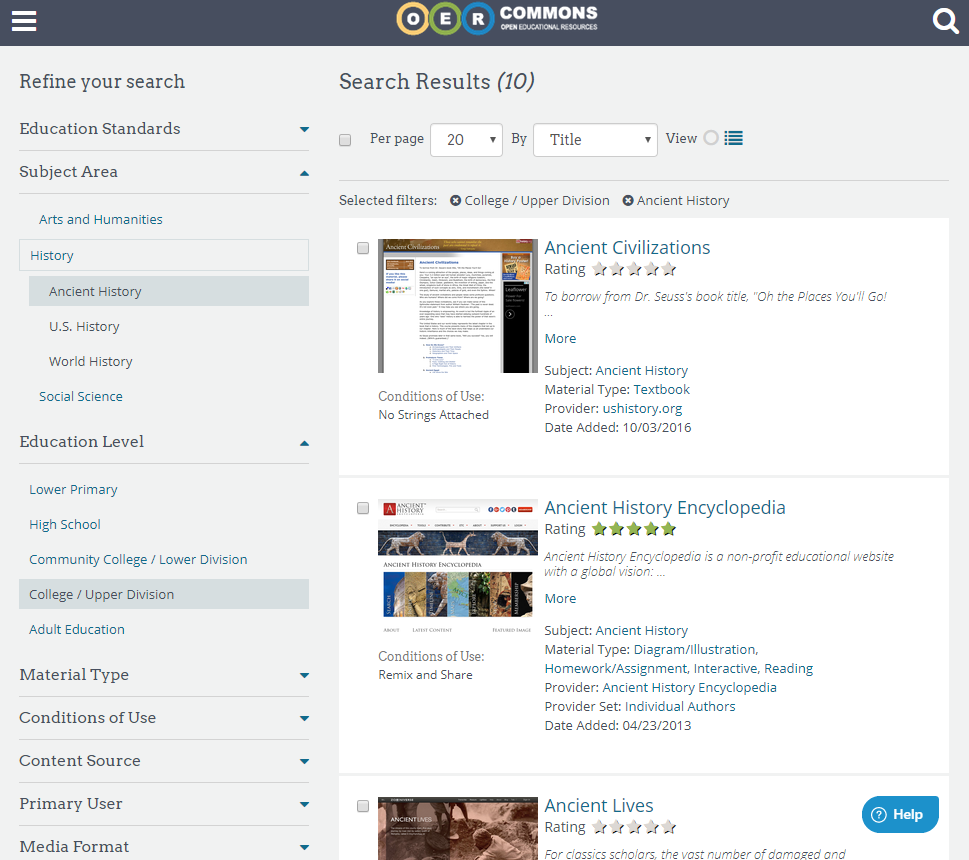 O E R COMMONS
OPEN EDUCATIONAL RESOURCES
Refine your search
Education Standards
Subject Area
Arts and Humanities
History
Ancient History
U.S. History
World History
Social Science
Education Level
Lower Primary
High School
Community College / Lower Division
College / Upper Division
Adult Education
Material Type
Conditions of Use
Content Source
Primary User
Media Format
Search Results (10)
Per page 20 By Title View
Selected filters: College / Upper Division Ancient History
Ancient Civilizations
Ancient Civilizations
Conditions of Use:
No Strings Attached
Ancient Civilizations
Rating
To borrow from Dr. Seuss's book title, "Oh the Places You'll Go!
...
More
Subject: Ancient History
Material Type: Textbook
Provider: ushistory.org
Date Added: 10/03/2016
ANCIENT HISTORY
ANCIENT HISTORY ENCYCLOPEDIA
ABOUT LATEST CONTENT FEATURED IMAGE
Conditions of Use:
Remix and Share
Ancient History Encyclopedia
Rating
Ancient History Encyclopedia is a non-profit educational website
with a global vision: ...
More
Subject: Ancient History
Material Type: Diagram/Illustration,
Homework/Assignment, Interactive, Reading
Provider: Ancient History Encyclopedia
Provider Set: Individual Authors
Date Added: 04/23/2013
ANCIENT LIVES
Ancient Lives
Rating
For classics scholars, the vast number of damaged and
Help